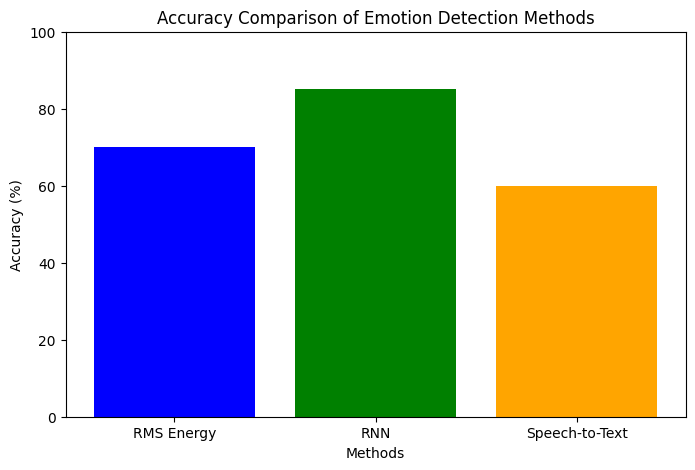 Accuracy Comparison of Emotion Detection Methods
100
80
60
40
20
0
Accuracy (%)
RMS Energy
RNN
Speech-to-Text
Methods